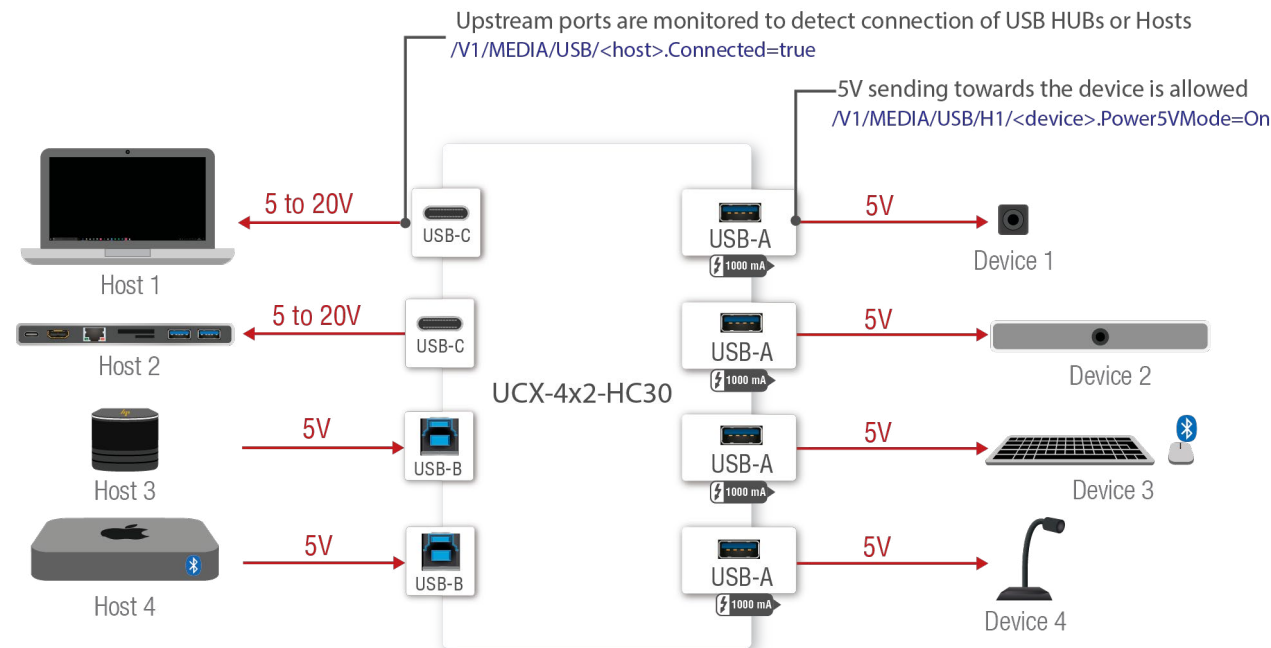 Upstream ports are monitored to detect connection of USB HUBs or Hosts
/V1/MEDIA/USB/<host>.Connected=true
5V sending towards the device is allowed
/V1/MEDIA/USB/H1/<device>.Power5VMode=On
5 to 20V
USB-C
Host 1
5 to 20V
USB-C
Host 2
5V
USB-B
Host 3
5V
USB-B
Host 4
UCX-4x2-HC30
USB-A
1000 mA
5V
Device 1
USB-A
1000 mA
5V
Device 2
USB-A
1000 mA
5V
Device 3
USB-A
1000 mA
5V
Device 4